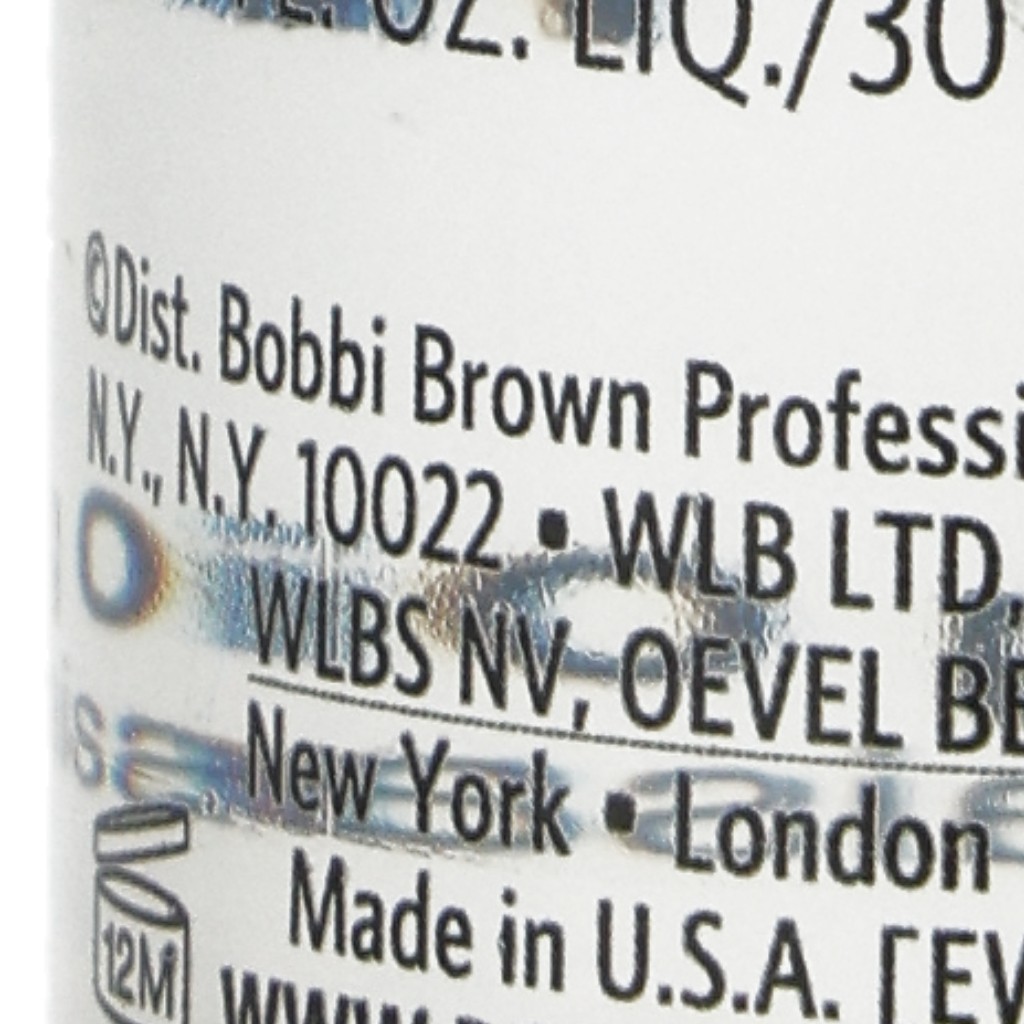 OZ. LIQ./30
©Dist. Bobbi Brown Professi
N.Y., N.Y. 10022 • WLB LTD,
WLBS NV, OEVEL BE
New York • London
Made in U.S.A.
12M